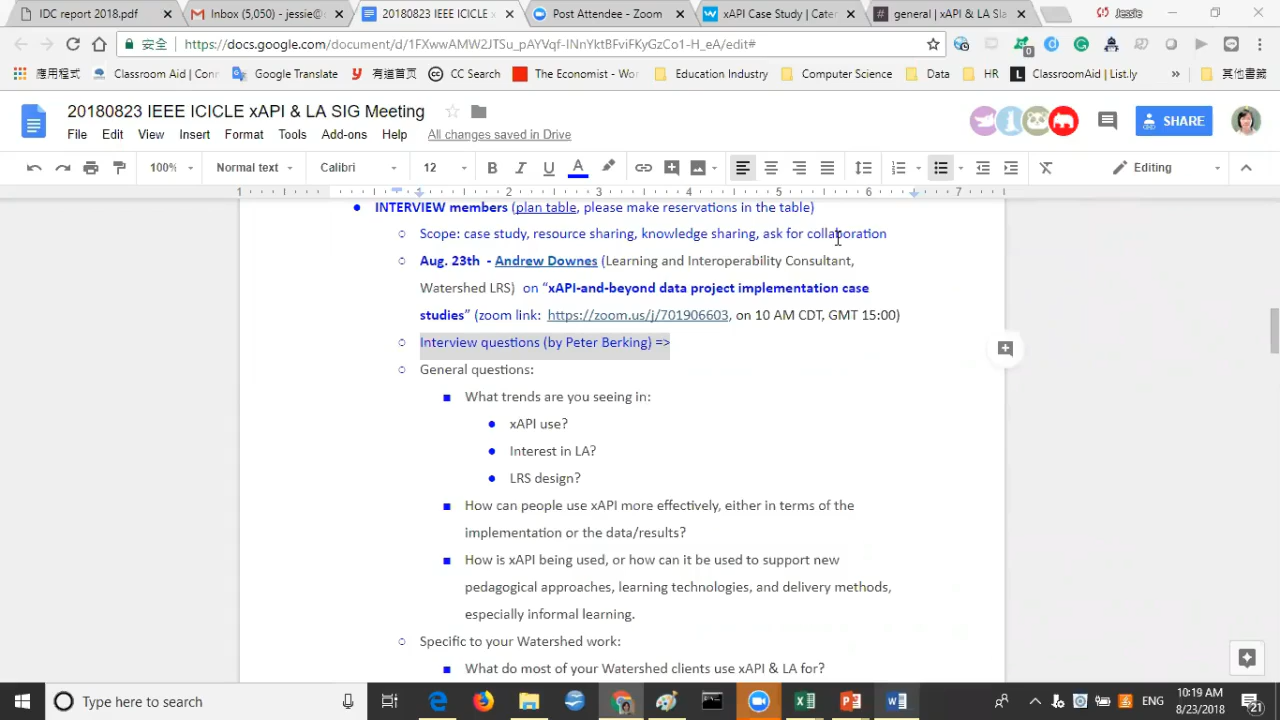 IDC report 2018.pdf
Inbox (5,050) - jessie@
20180823 IEEE ICICLE x
Post Attendee - Zoom
xAPI Case Study | Cater
general | xAPI & LA Sla
Jessie
安全
https://docs.google.com/document/d/1FXwwAMW2JTSu_pAYVqf-INnYktBFviFKyGzCo1-H_eA/edit#
應用程式
Classroom Aid | Conn
Google Translate
有道首页
CC Search
The Economist - Wor
Education Industry
Computer Science
Data
HR
ClassroomAid | List.ly
»
其他書籤
20180823 IEEE ICICLE xAPI & LA SIG Meeting
SHARE
File Edit View Insert Format Tools Add-ons Help All changes saved in Drive
100% Normal text Calibri 12 B I U A Editing
1 1 2 3 4 5 6 7
INTERVIEW members (plan table, please make reservations in the table)
Scope: case study, resource sharing, knowledge sharing, ask for collaboration
Aug. 23th - Andrew Downes (Learning and Interoperability Consultant,
Watershed LRS) on “xAPI-and-beyond data project implementation case
studies” (zoom link: https://zoom.us/j/701906603, on 10 AM CDT, GMT 15:00)
Interview questions (by Peter Berking) =>
General questions:
What trends are you seeing in:
xAPI use?
Interest in LA?
LRS design?
How can people use xAPI more effectively, either in terms of the
implementation or the data/results?
How is xAPI being used, or how can it be used to support new
pedagogical approaches, learning technologies, and delivery methods,
especially informal learning.
Specific to your Watershed work:
What do most of your Watershed clients use xAPI & LA for?
Type here to search
ENG
10:19 AM
8/23/2018
21